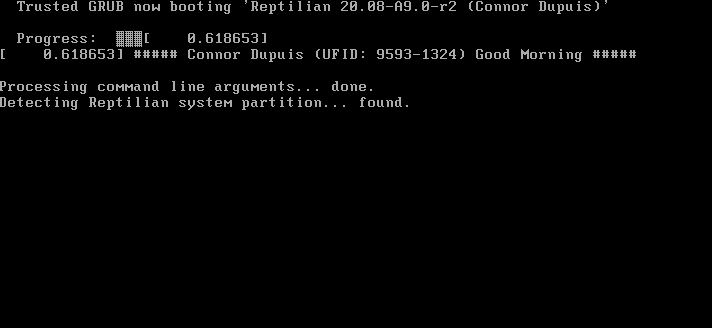 Trusted GRUB now booting 'Reptilian 20.08-A9.0-r2 (Connor Dupuis)'
Progress: ▓▓▓[    0.618653]
[    0.618653] ##### Connor Dupuis (UFID: 9593-1324) Good Morning #####
Processing command line arguments... done.
Detecting Reptilian system partition... found.